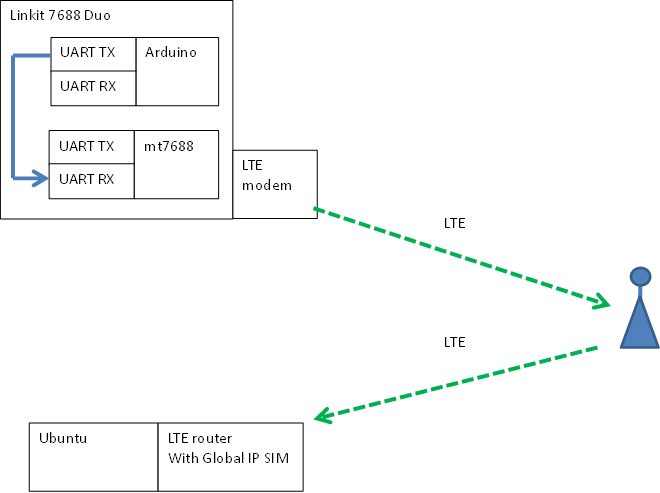 Linkit 7688 Duo
UART TX
Arduino
UART RX
UART TX
mt7688
UART RX
LTE
modem
LTE
LTE
Ubuntu
LTE router
With Global IP SIM